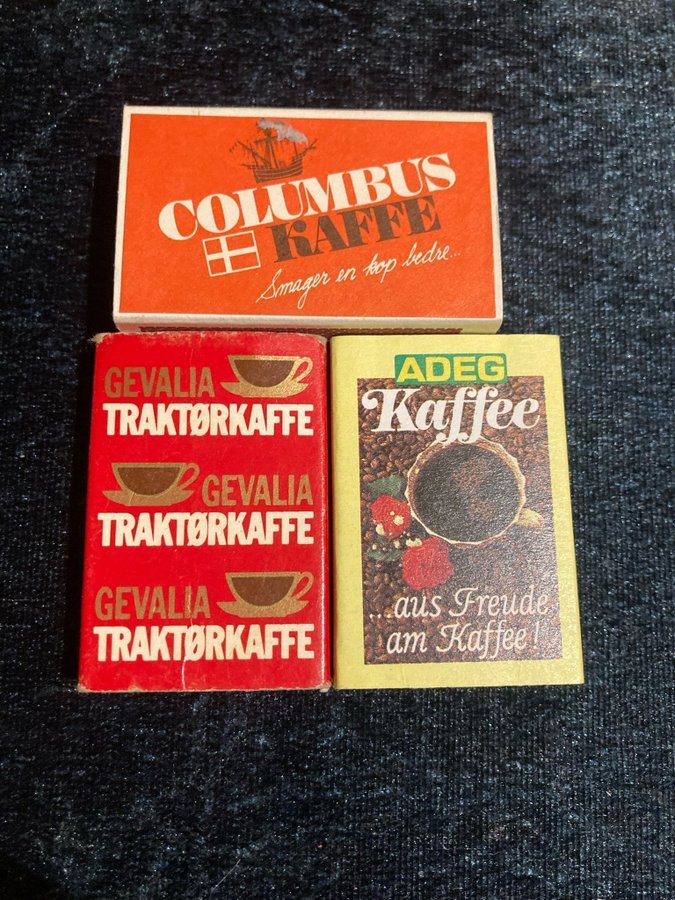 COLUMBUS
KAFFE
Smager en kop bedre...
GEVALIA
TRAKTØRKAFFE
GEVALIA
TRAKTØRKAFFE
GEVALIA
TRAKTØRKAFFE
ADEG
Kaffee
...aus Freude
am Kaffee!